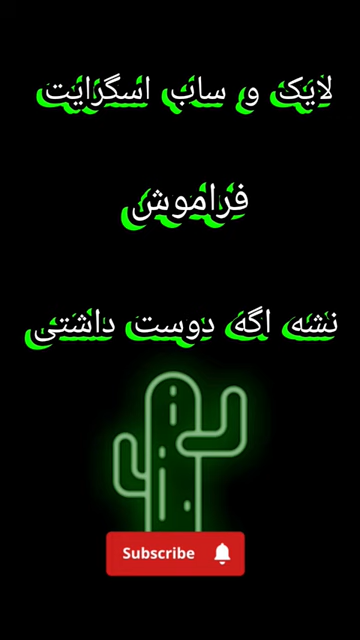 لایک و ساب اسگرایت
فراموش
نشه اگه دوست داشتی
Subscribe